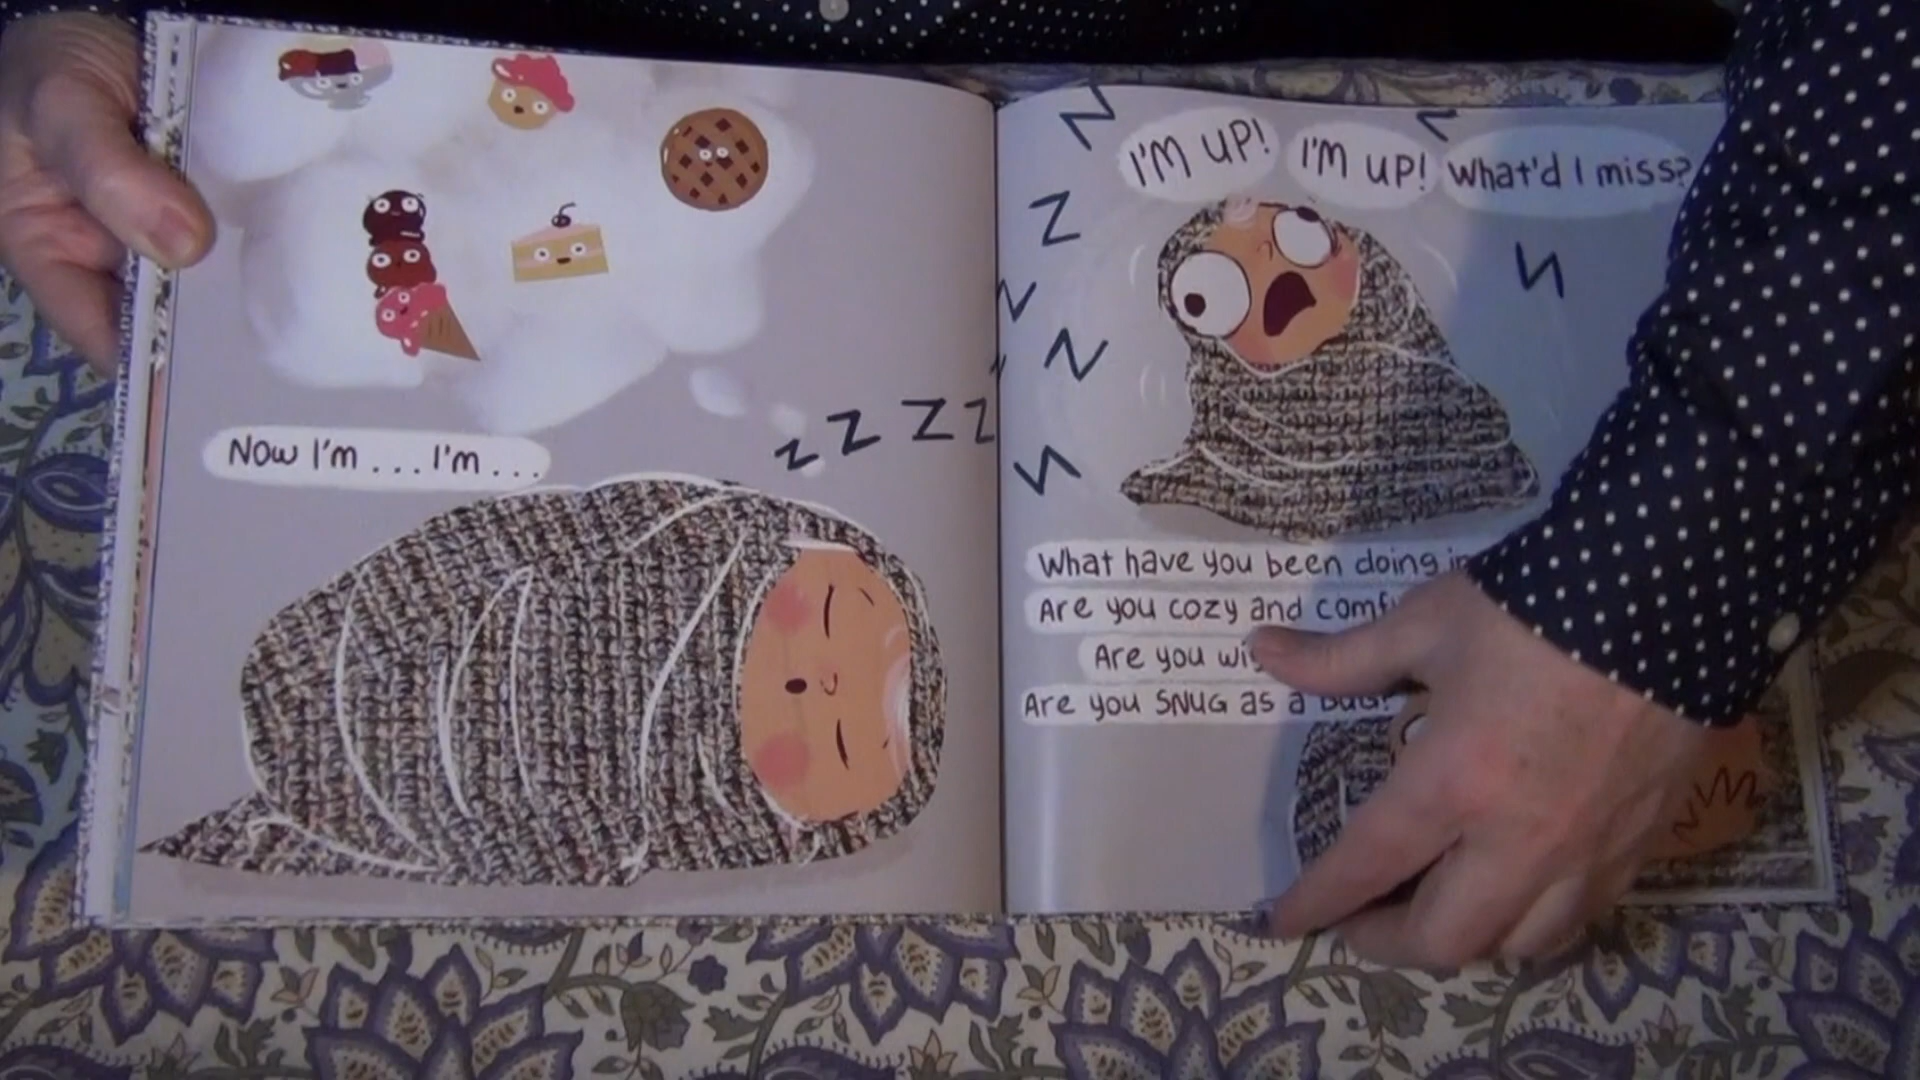 Now I'm ... I'm ...
z z z z
I'M UP! I'M UP! What'd I miss?
What have you been doing
Are you cozy and
Are you
Are you SNUG as a BUG?